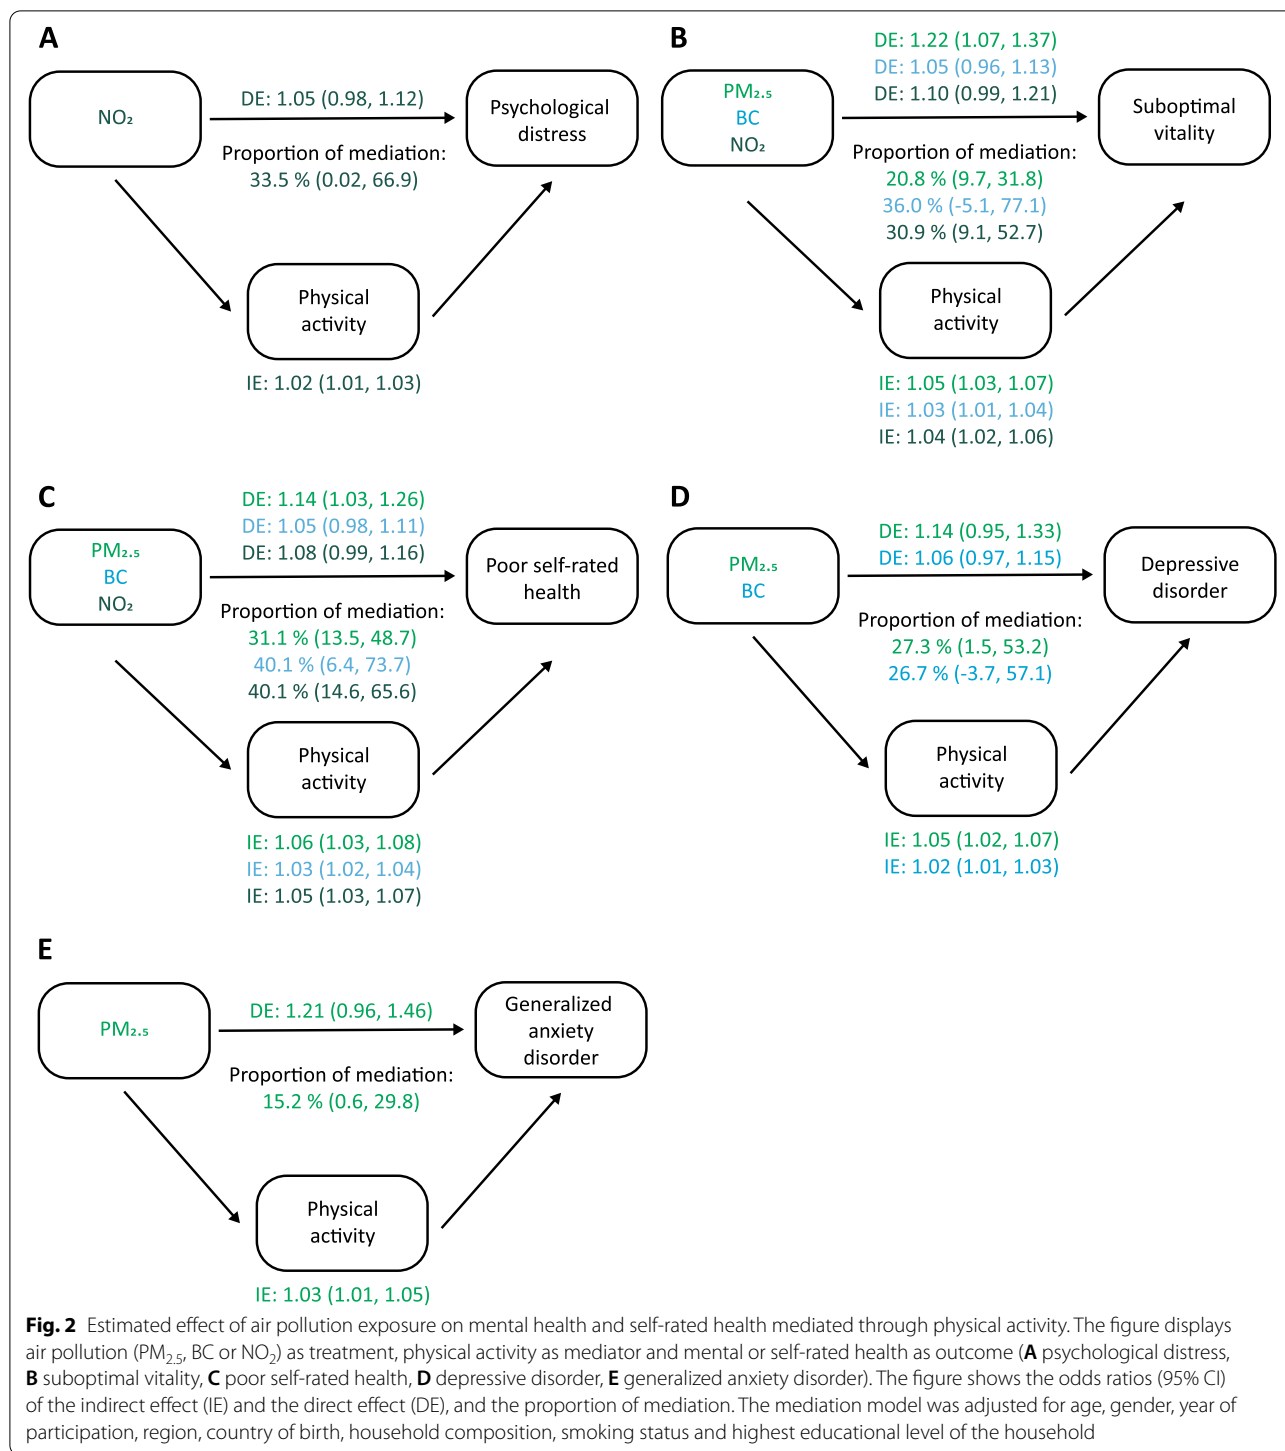 A
NO₂
DE: 1.05 (0.98, 1.12)
Psychological
distress
Proportion of mediation:
33.5 % (0.02, 66.9)
Physical
activity
IE: 1.02 (1.01, 1.03)
B
PM₂.₅
BC
NO₂
DE: 1.22 (1.07, 1.37)
DE: 1.05 (0.96, 1.13)
DE: 1.10 (0.99, 1.21)
Suboptimal
vitality
Proportion of mediation:
20.8 % (9.7, 31.8)
36.0 % (-5.1, 77.1)
30.9 % (9.1, 52.7)
Physical
activity
IE: 1.05 (1.03, 1.07)
IE: 1.03 (1.01, 1.04)
IE: 1.04 (1.02, 1.06)
C
PM₂.₅
BC
NO₂
DE: 1.14 (1.03, 1.26)
DE: 1.05 (0.98, 1.11)
DE: 1.08 (0.99, 1.16)
Poor self-rated
health
Proportion of mediation:
31.1 % (13.5, 48.7)
40.1 % (6.4, 73.7)
40.1 % (14.6, 65.6)
Physical
activity
IE: 1.06 (1.03, 1.08)
IE: 1.03 (1.02, 1.04)
IE: 1.05 (1.03, 1.07)
D
PM₂.₅
BC
DE: 1.14 (0.95, 1.33)
DE: 1.06 (0.97, 1.15)
Depressive
disorder
Proportion of mediation:
27.3 % (1.5, 53.2)
26.7 % (-3.7, 57.1)
Physical
activity
IE: 1.05 (1.02, 1.07)
IE: 1.02 (1.01, 1.03)
E
PM₂.₅
DE: 1.21 (0.96, 1.46)
Generalized
anxiety
disorder
Proportion of mediation:
15.2 % (0.6, 29.8)
Physical
activity
IE: 1.03 (1.01, 1.05)
Fig. 2 Estimated effect of air pollution exposure on mental health and self-rated health mediated through physical activity. The figure displays
air pollution (PM₂.₅, BC or NO₂) as treatment, physical activity as mediator and mental or self-rated health as outcome (A psychological distress,
B suboptimal vitality, C poor self-rated health, D depressive disorder, E generalized anxiety disorder). The figure shows the odds ratios (95% CI)
of the indirect effect (IE) and the direct effect (DE), and the proportion of mediation. The mediation model was adjusted for age, gender, year of
participation, region, country of birth, household composition, smoking status and highest educational level of the household